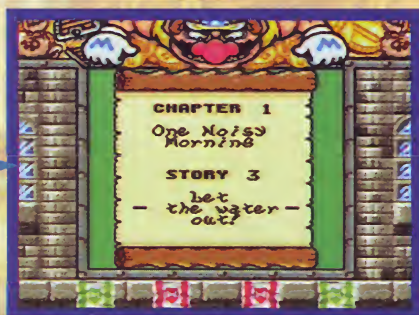 CHAPTER 1
One Noisy
Morning
STORY 3
Let
- the water -
out!